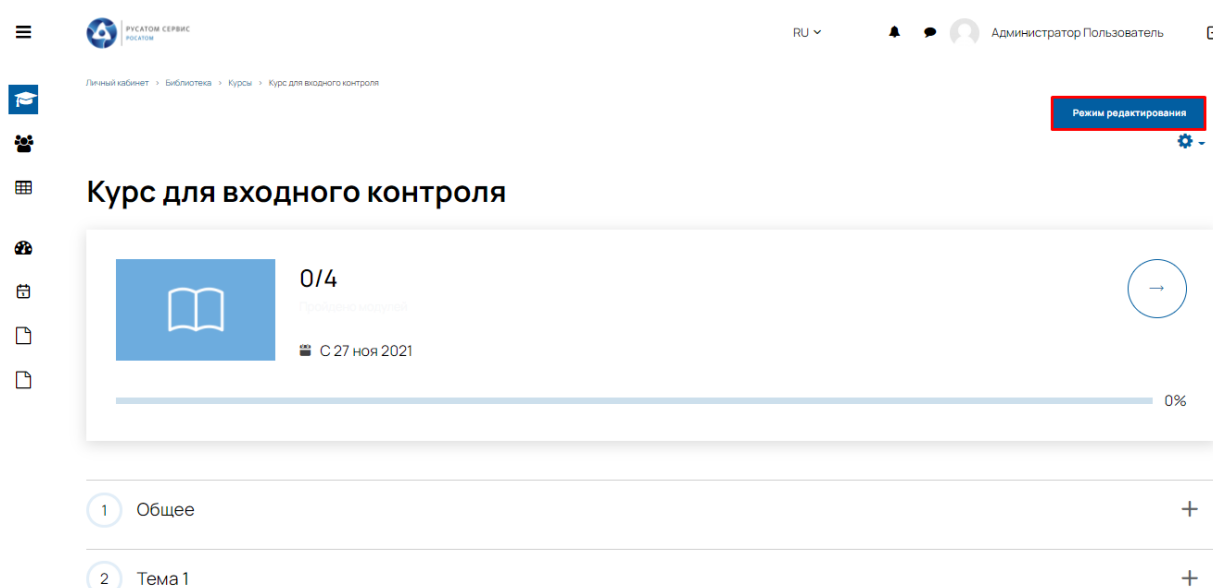 РУСАТОМ СЕРВИС
РОСАТОМ
RU
Администратор Пользователь
Личный кабинет > Библиотека > Курсы > Курс для входного контроля
Режим редактирования
Курс для входного контроля
0/4
Пройдено модулей
С 27 ноя 2021
0%
1 Общее
2 Тема 1